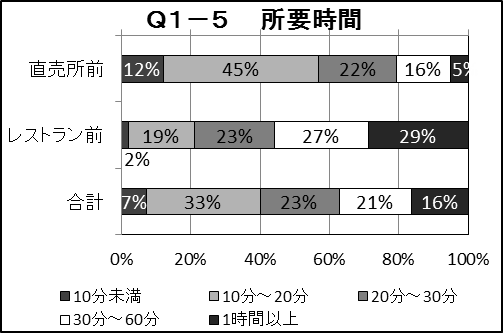 Q1－5　所要時間
直売所前
12% 45% 22% 16% 5%
レストラン前
19% 23% 27% 29%
2%
合計
7% 33% 23% 21% 16%
0% 20% 40% 60% 80% 100%
10分未満 10分～20分 20分～30分
30分～60分 1時間以上